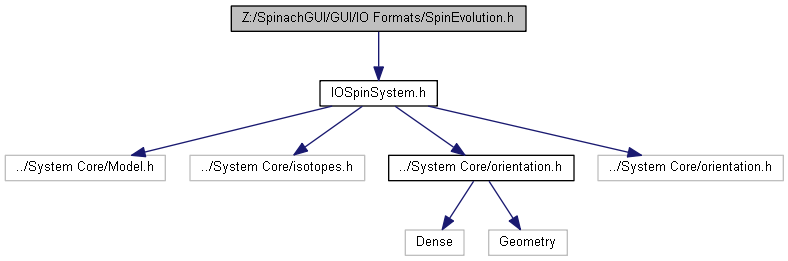 Z:/SpinachGUI/GUI/IO Formats/SpinEvolution.h
IOSpinSystem.h
../System Core/Model.h
../System Core/isotopes.h
../System Core/orientation.h
../System Core/orientation.h
Dense
Geometry